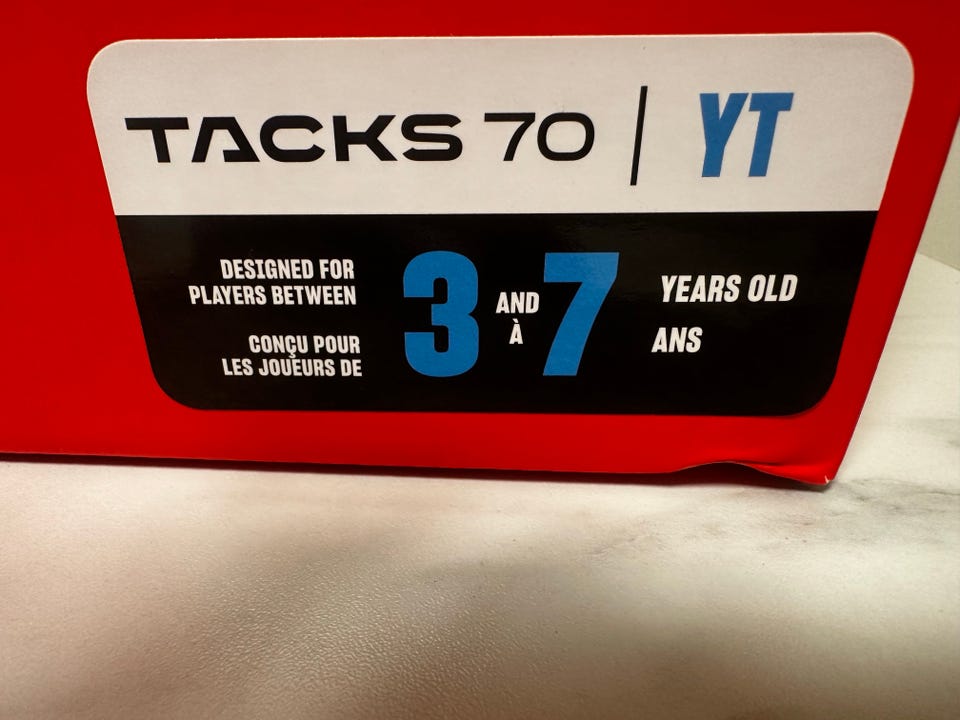 TACKS 70 | YT
DESIGNED FOR
PLAYERS BETWEEN
CONÇU POUR
LES JOUEURS DE
3 AND 7
À
YEARS OLD
ANS